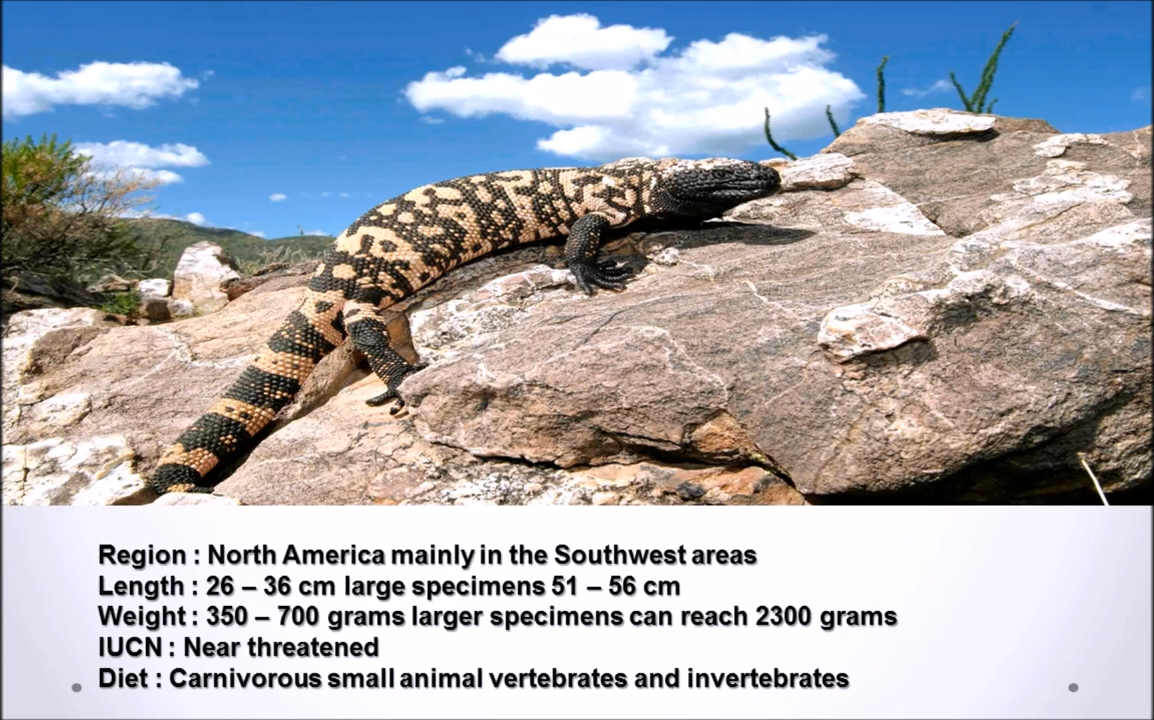 Region : North America mainly in the Southwest areas
Length : 26 – 36 cm large specimens 51 – 56 cm
Weight : 350 – 700 grams larger specimens can reach 2300 grams
IUCN : Near threatened
Diet : Carnivorous small animal vertebrates and invertebrates